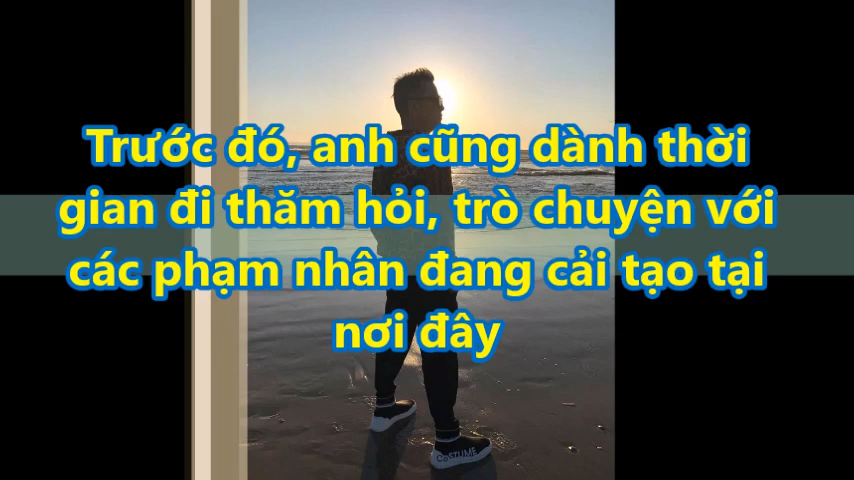 Trước đó, anh cũng dành thời
gian đi thăm hỏi, trò chuyện với
các phạm nhân đang cải tạo tại
nơi đây
CoSTUME